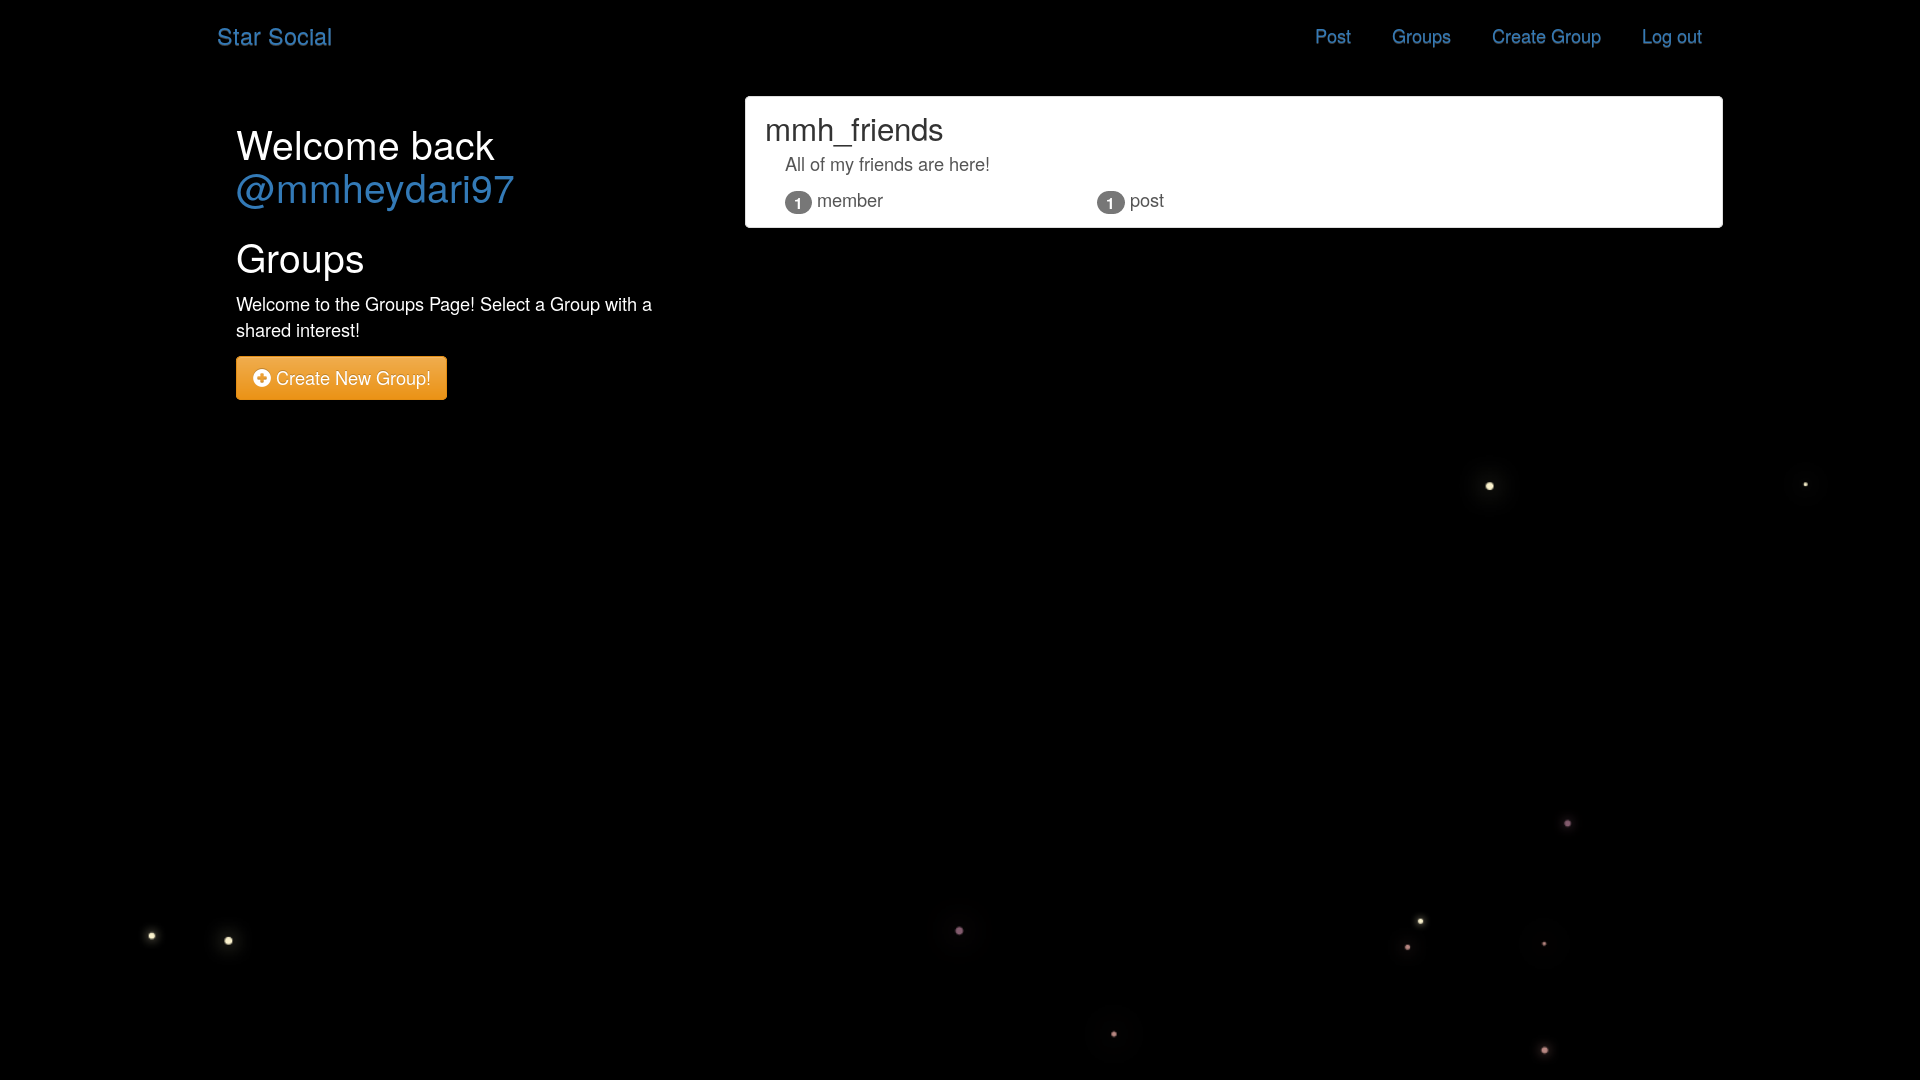 Star Social
Post Groups Create Group Log out
Welcome back
@mmheydari97
Groups
Welcome to the Groups Page! Select a Group with a
shared interest!
Create New Group!
mmh_friends
All of my friends are here!
1 member 1 post